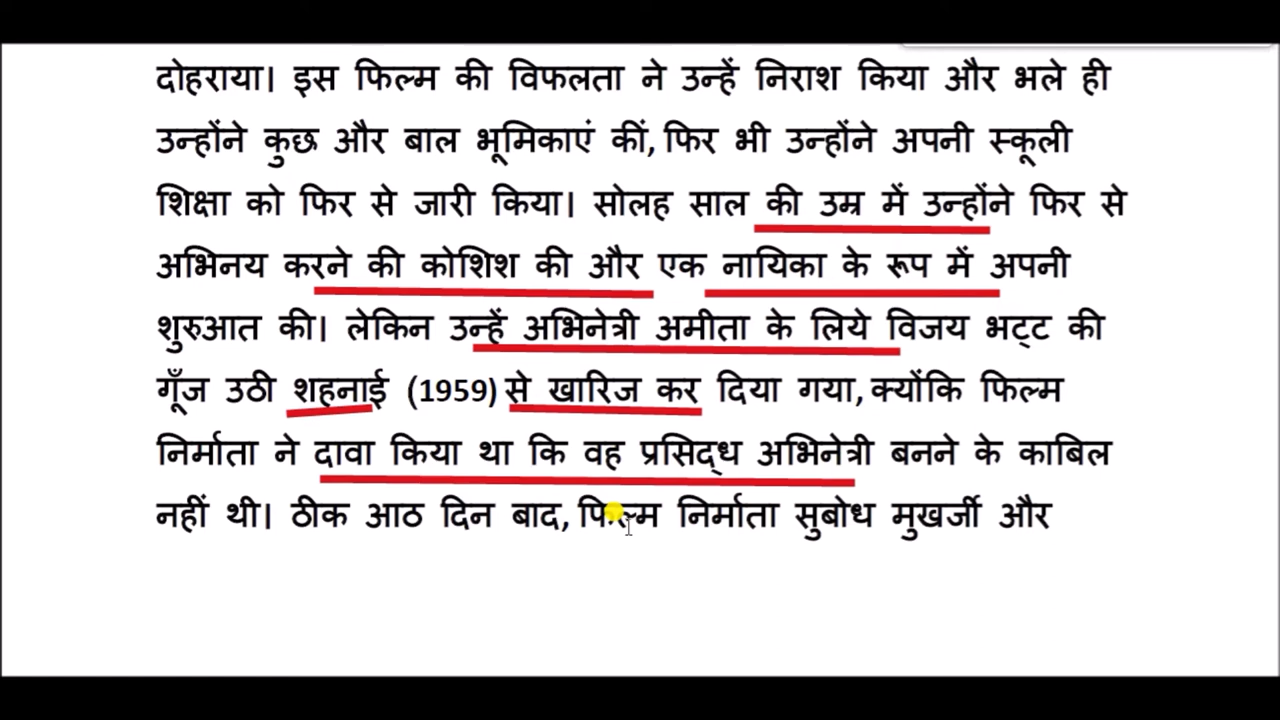 दोहराया। इस फिल्म की विफलता ने उन्हें निराश किया और भले ही
उन्होंने कुछ और बाल भूमिकाएं कीं, फिर भी उन्होंने अपनी स्कूली
शिक्षा को फिर से जारी किया। सोलह साल की उम्र में उन्होंने फिर से
अभिनय करने की कोशिश की और एक नायिका के रूप में अपनी
शुरुआत की। लेकिन उन्हें अभिनेत्री अमीता के लिये विजय भट्ट की
गूँज उठी शहनाई (1959) से खारिज कर दिया गया, क्योंकि फिल्म
निर्माता ने दावा किया था कि वह प्रसिद्ध अभिनेत्री बनने के काबिल
नहीं थी। ठीक आठ दिन बाद, फिल्म निर्माता सुबोध मुखर्जी और